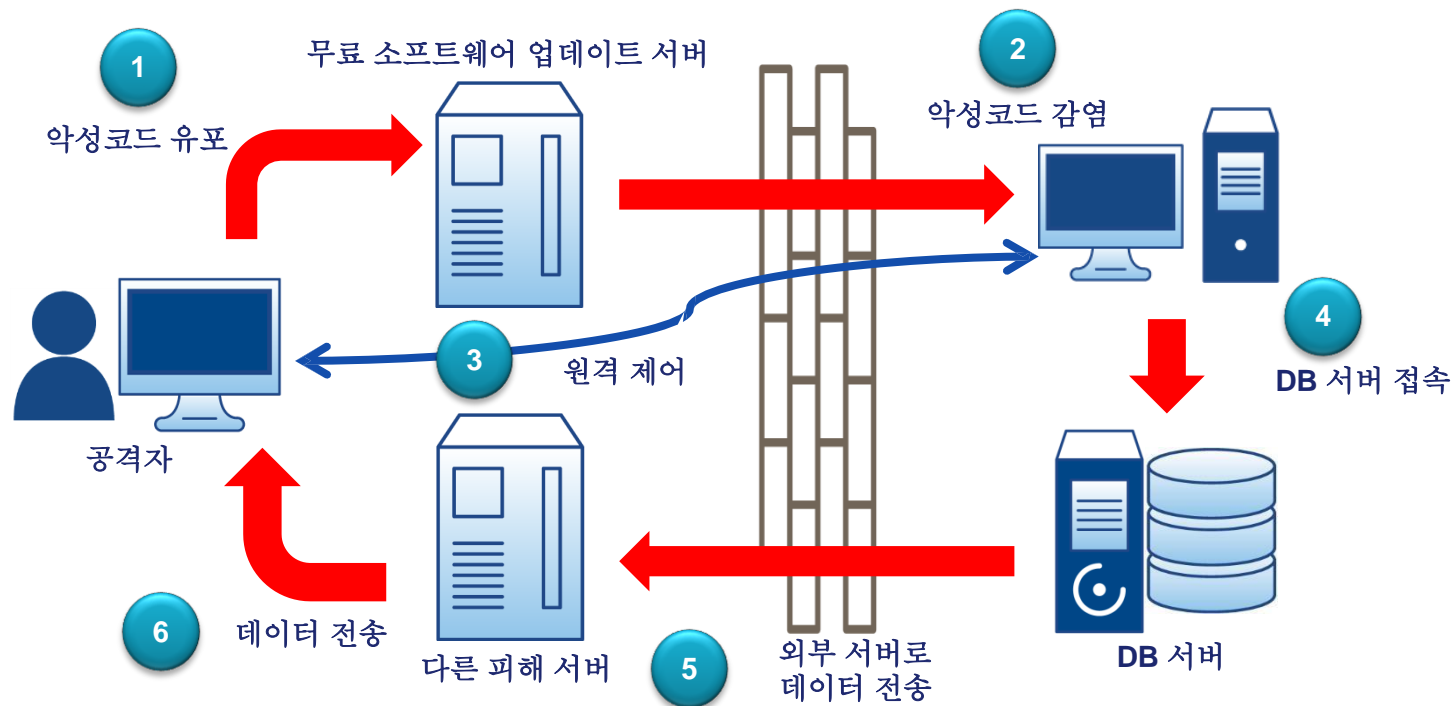 1
무료 소프트웨어 업데이트 서버
2
악성코드 유포
악성코드 감염
3
원격 제어
4
DB 서버 접속
공격자
6
데이터 전송
다른 피해 서버
5
외부 서버로
데이터 전송
DB 서버